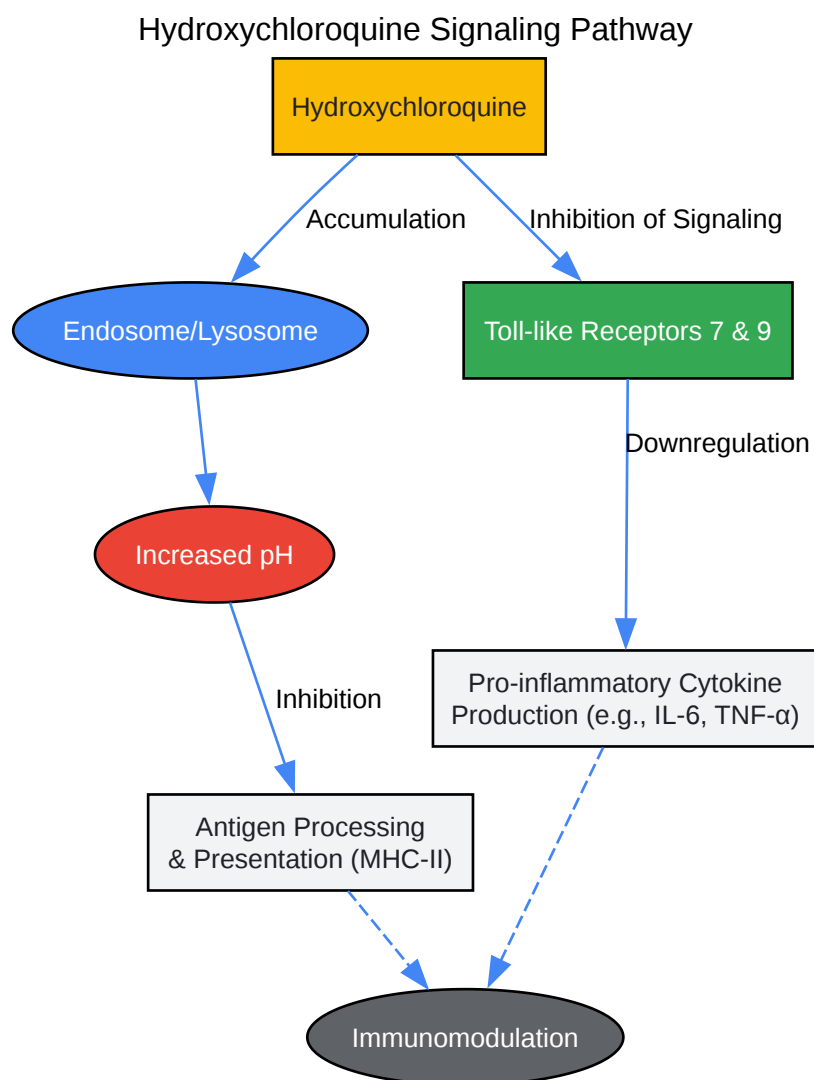 Hydroxychloroquine Signaling Pathway
Hydroxychloroquine
Accumulation
Inhibition of Signaling
Endosome/Lysosome
Toll-like Receptors 7 & 9
Downregulation
Increased pH
Inhibition
Pro-inflammatory Cytokine
Production (e.g., IL-6, TNF-α)
Antigen Processing
& Presentation (MHC-II)
Immunomodulation